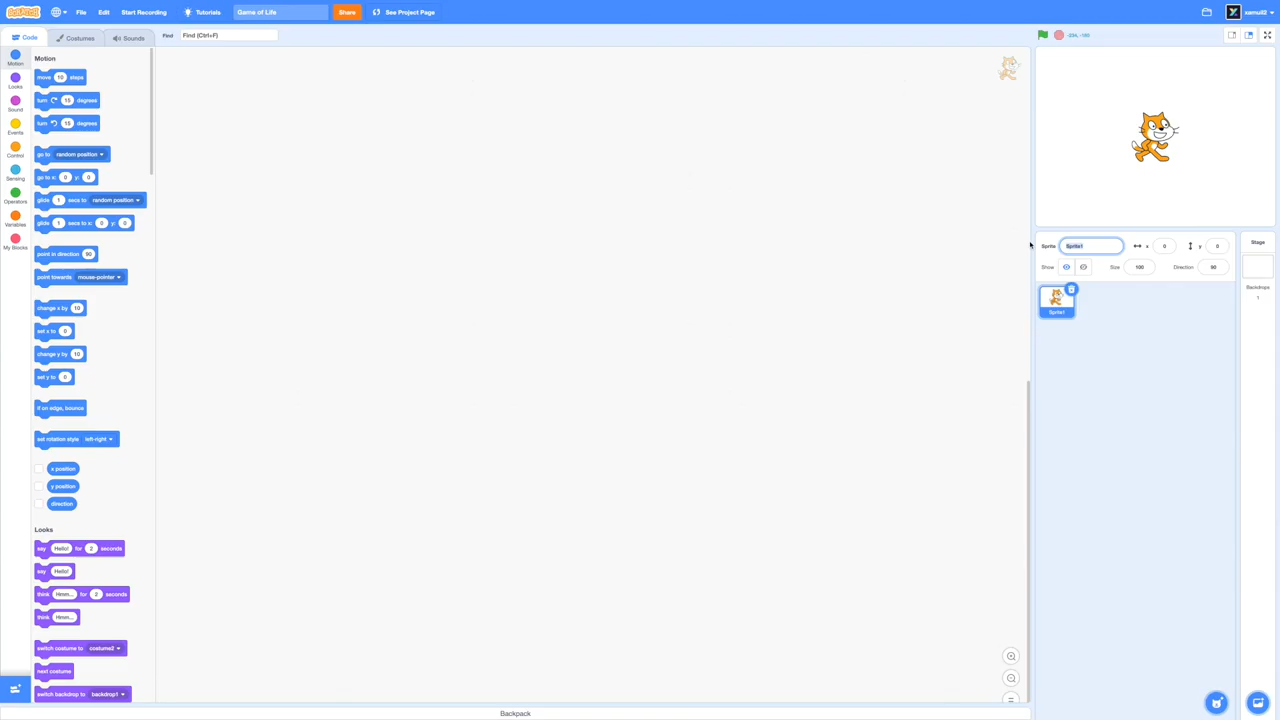 SCRATCH File Edit Start Recording Tutorials Game of Life Share See Project Page xamuil2
Code Costumes Sounds Find Find (Ctrl+F) -234, -180
Motion
Looks
Sound
Events
Control
Sensing
Operators
Variables
My Blocks
Motion
move 10 steps
turn 15 degrees
turn 15 degrees
go to random position
go to x: 0 y: 0
glide 1 secs to random position
glide 1 secs to x: 0 y: 0
point in direction 90
point towards mouse-pointer
change x by 10
set x to 0
change y by 10
set y to 0
if on edge, bounce
set rotation style left-right
x position
y position
direction
Looks
say Hello! for 2 seconds
say Hello!
think Hmm... for 2 seconds
think Hmm...
switch costume to costume2
next costume
switch backdrop to backdrop1
Backpack
Sprite Sprite1 x 0 y 0
Show Size 100 Direction 90
Sprite1
Stage
Backdrops
1